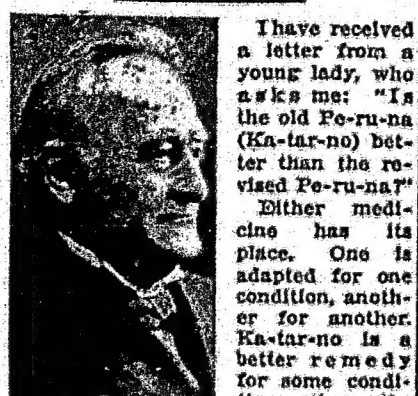 I have received
a letter from a
young lady, who
asks me: "Is
the old Pe-ru-na
(Ka-tar-no) bet-
ter than the re-
vised Pe-ru-na?"
Either medi-
cine has its
place. One is
adapted for one
condition, anoth-
er for another.
Ka-tar-no is a
better remedy
for some condi-